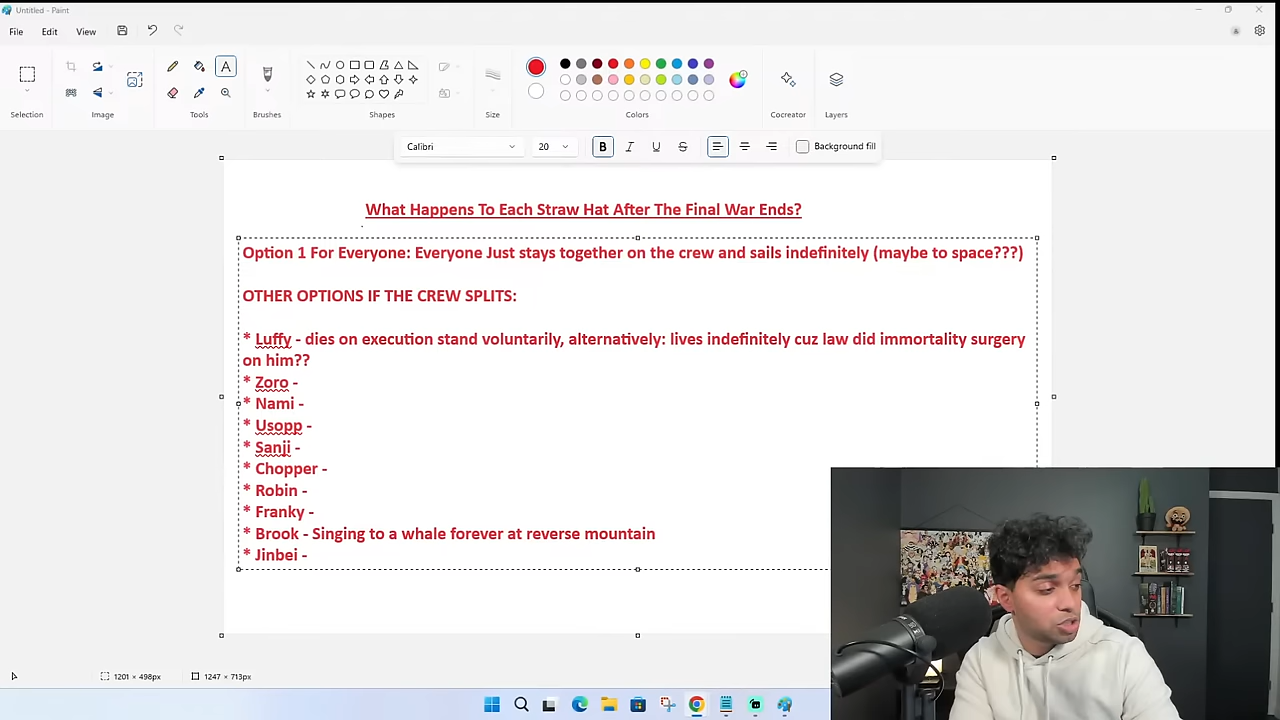 Untitled - Paint
File Edit View
Selection Image Tools Brushes Shapes Size Colors Cocreator Layers
Calibri 20 B I U S Background fill
What Happens To Each Straw Hat After The Final War Ends?
Option 1 For Everyone: Everyone Just stays together on the crew and sails indefinitely (maybe to space???)
OTHER OPTIONS IF THE CREW SPLITS:
* Luffy - dies on execution stand voluntarily, alternatively: lives indefinitely cuz law did immortality surgery
on him??
* Zoro -
* Nami -
* Usopp -
* Sanji -
* Chopper -
* Robin -
* Franky -
* Brook - Singing to a whale forever at reverse mountain
* Jinbei -
1201 × 498px 1247 × 713px